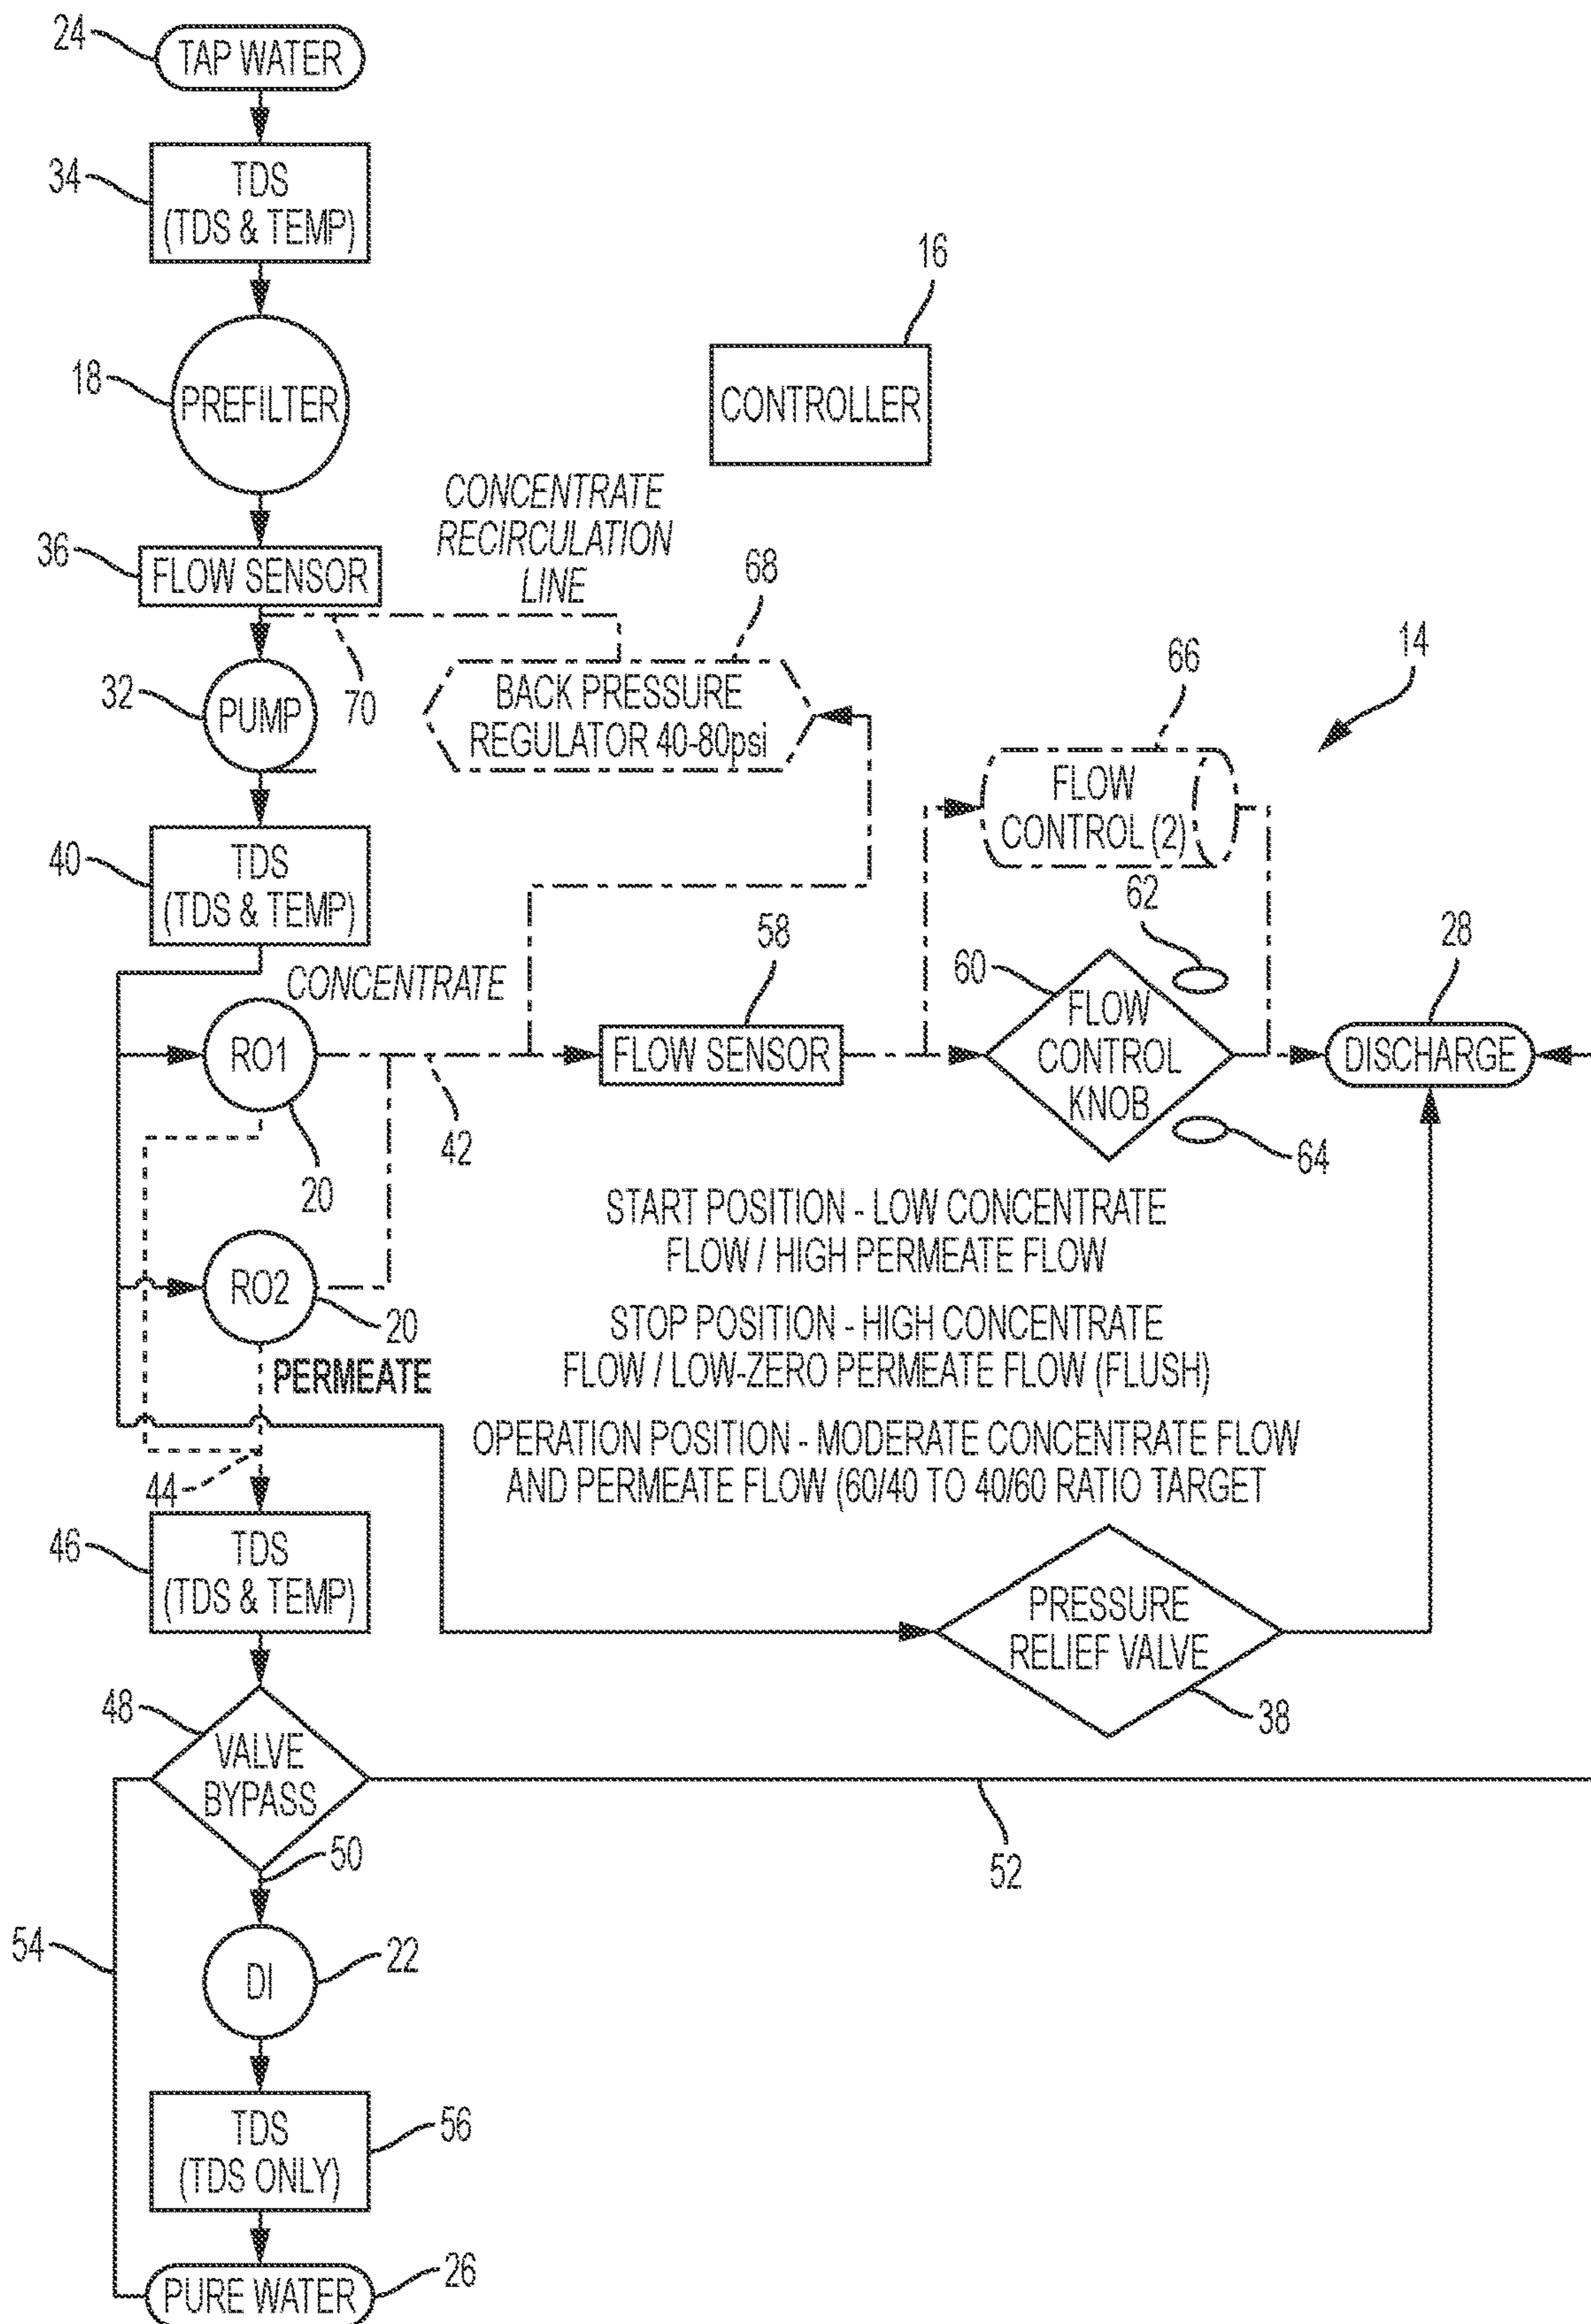 24
TAP WATER
34
TDS
(TDS & TEMP)
16
18
PREFILTER
CONTROLLER
CONCENTRATE
RECIRCULATION
LINE
36
FLOW SENSOR
68
14
66
32
PUMP
70
BACK PRESSURE
REGULATOR 40-80psi
FLOW
CONTROL (2)
40
TDS
(TDS & TEMP)
62
58
60
28
CONCENTRATE
RO1
FLOW SENSOR
FLOW
CONTROL
KNOB
DISCHARGE
42
64
20
RO2
20
START POSITION - LOW CONCENTRATE
FLOW / HIGH PERMEATE FLOW
STOP POSITION - HIGH CONCENTRATE
FLOW / LOW-ZERO PERMEATE FLOW (FLUSH)
PERMEATE
OPERATION POSITION - MODERATE CONCENTRATE FLOW
AND PERMEATE FLOW (60/40 TO 40/60 RATIO TARGET
44
46
TDS
(TDS & TEMP)
PRESSURE
RELIEF VALVE
38
48
VALVE
BYPASS
50
52
54
DI
22
TDS
(TDS ONLY)
56
PURE WATER
26